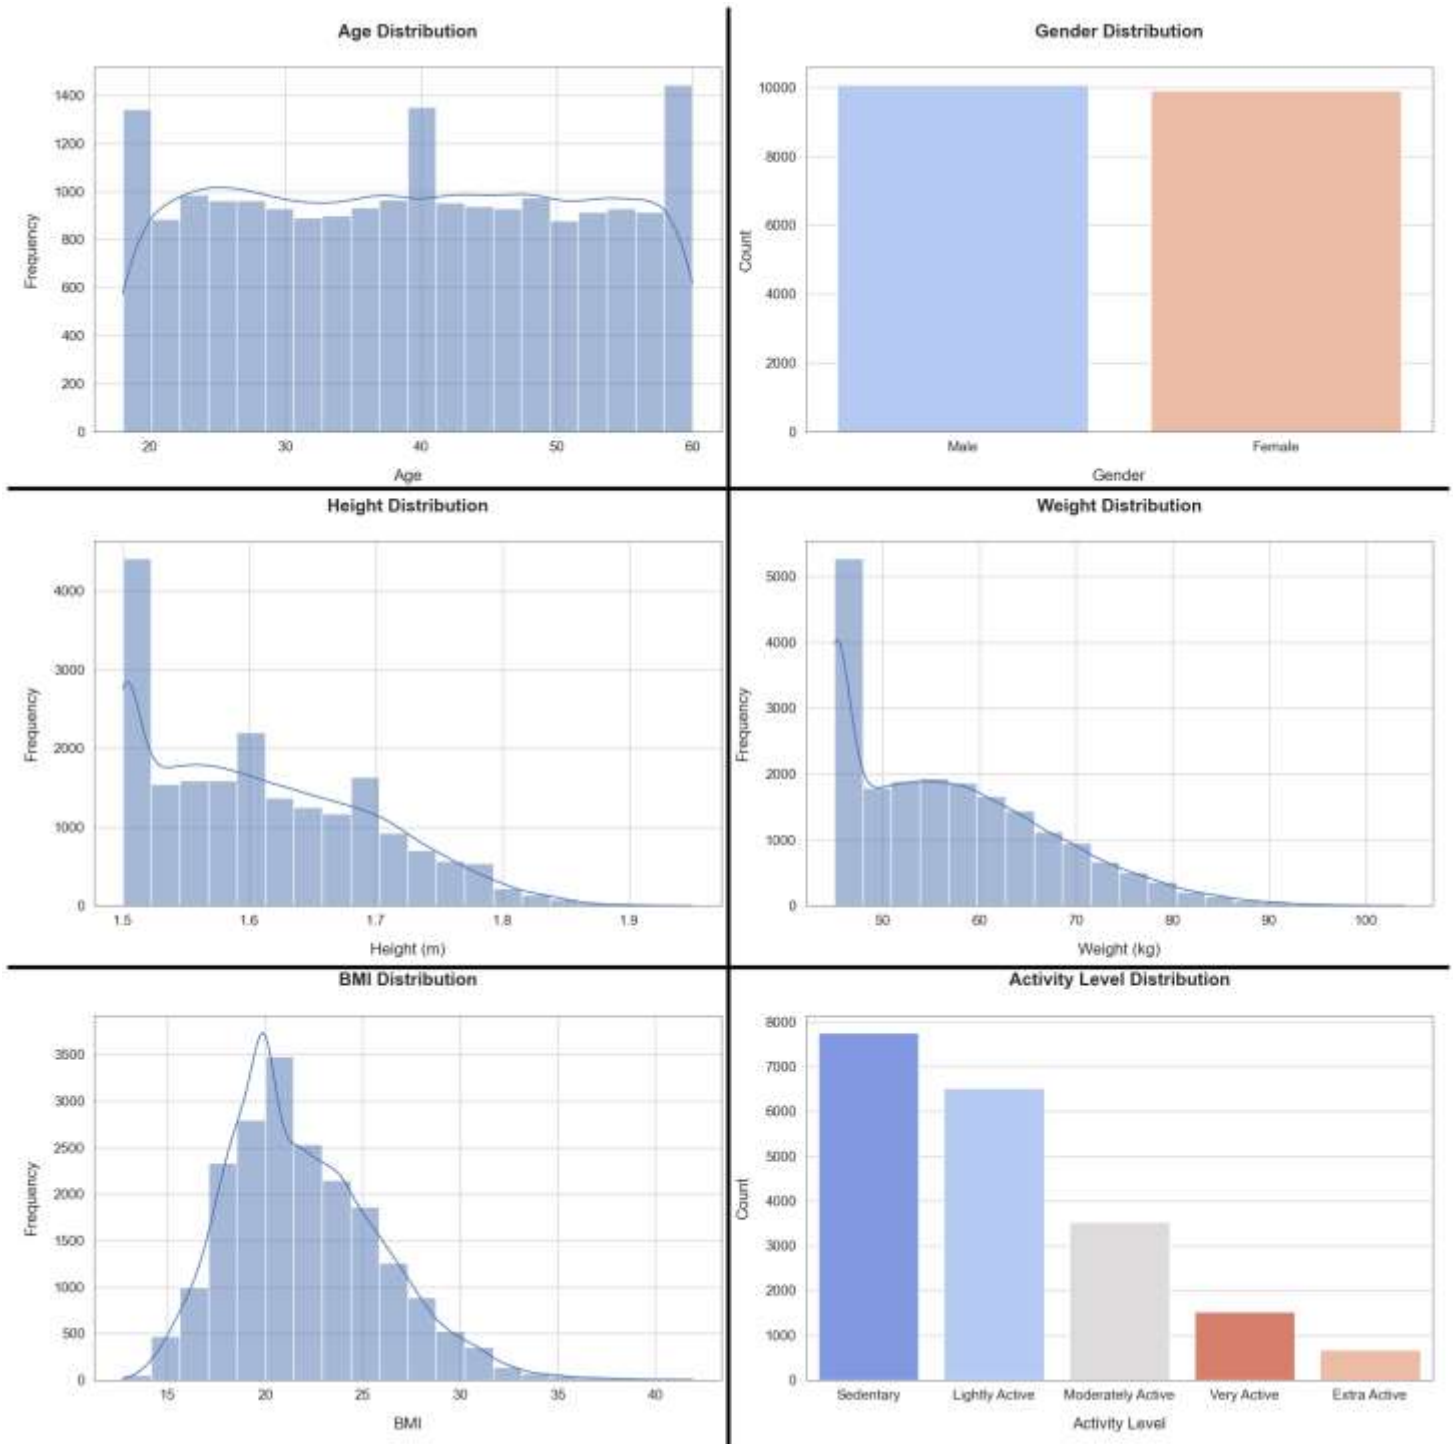 Age Distribution
1400
1200
1000
800
600
400
200
0
Frequency
20 30 40 50 60
Age
Gender Distribution
10000
8000
6000
4000
2000
0
Count
Male Female
Gender
Height Distribution
4000
3000
2000
1000
0
Frequency
1.5 1.6 1.7 1.8 1.9
Height (m)
Weight Distribution
5000
4000
3000
2000
1000
0
Frequency
50 60 70 80 90 100
Weight (kg)
BMI Distribution
3500
3000
2500
2000
1500
1000
500
0
Frequency
15 20 25 30 35 40
BMI
Activity Level Distribution
8000
7000
6000
5000
4000
3000
2000
1000
0
Count
Sedentary Lightly Active Moderately Active Very Active Extra Active
Activity Level